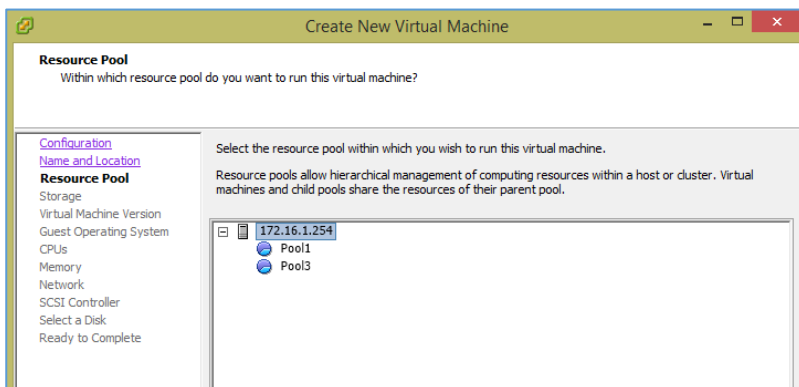 Create New Virtual Machine
Resource Pool
Within which resource pool do you want to run this virtual machine?
Configuration
Name and Location
Resource Pool
Storage
Virtual Machine Version
Guest Operating System
CPUs
Memory
Network
SCSI Controller
Select a Disk
Ready to Complete
Select the resource pool within which you wish to run this virtual machine.
Resource pools allow hierarchical management of computing resources within a host or cluster. Virtual
machines and child pools share the resources of their parent pool.
172.16.1.254
Pool1
Pool3